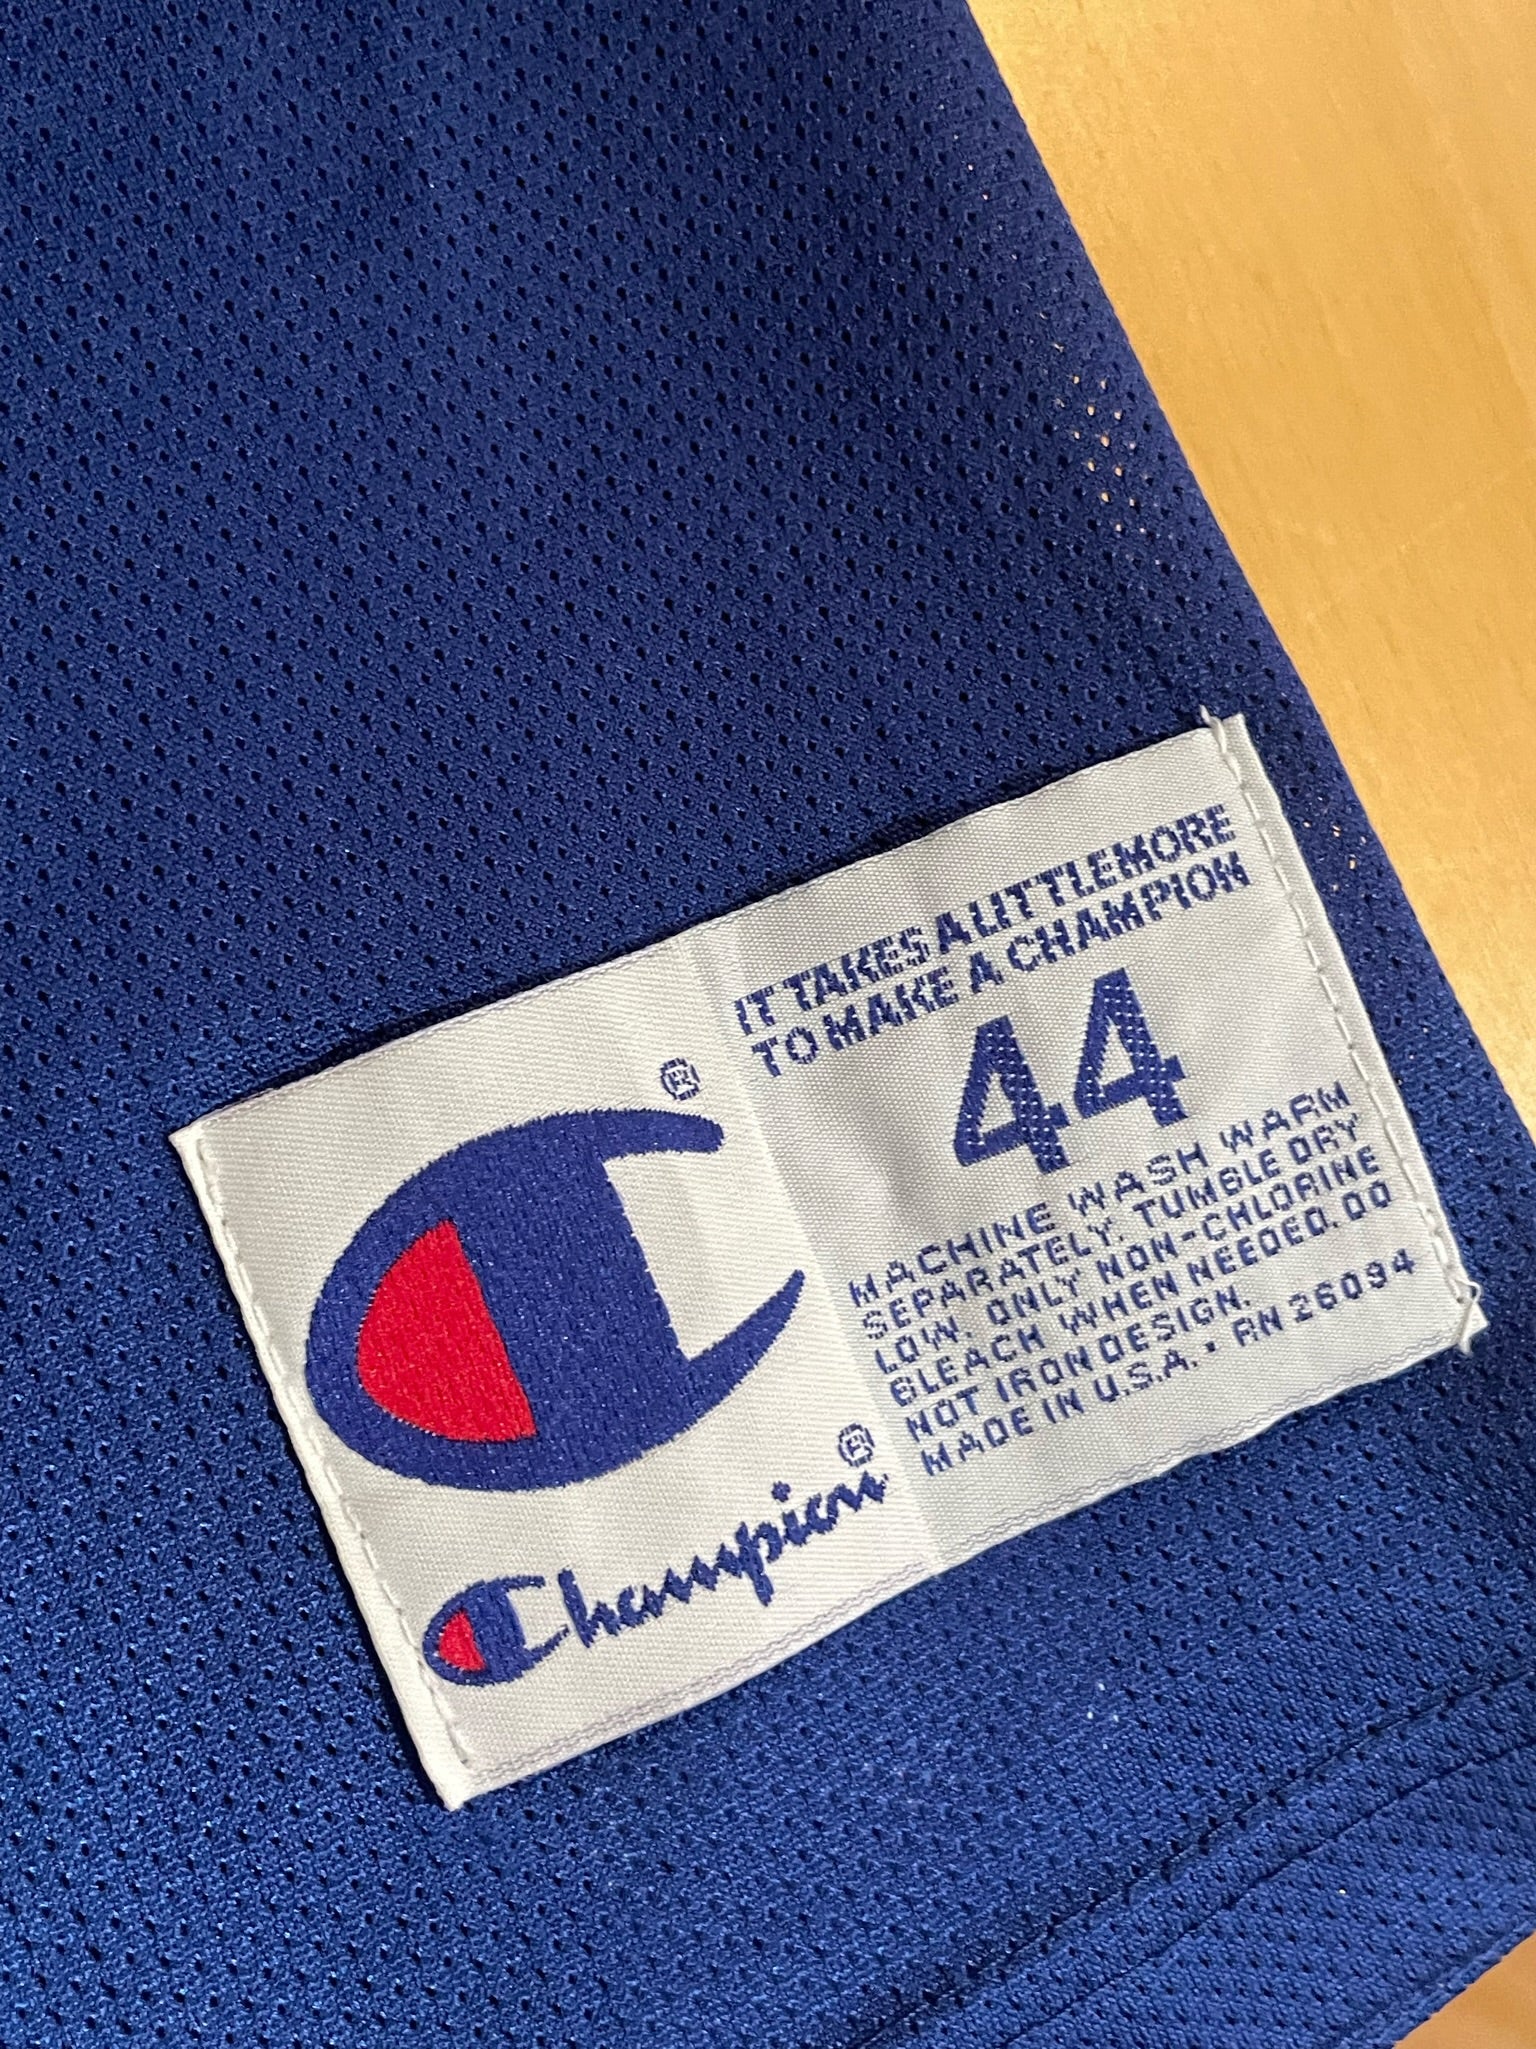 ®
®
Champion
IT TAKES A LITTLE MORE
TO MAKE A CHAMPION
44
MACHINE WASH WARM
SEPARATELY. TUMBLE DRY
LOW. ONLY NON-CHLORINE
BLEACH WHEN NEEDED. DO
NOT IRON DESIGN.
MADE IN U.S.A. • RN 26094